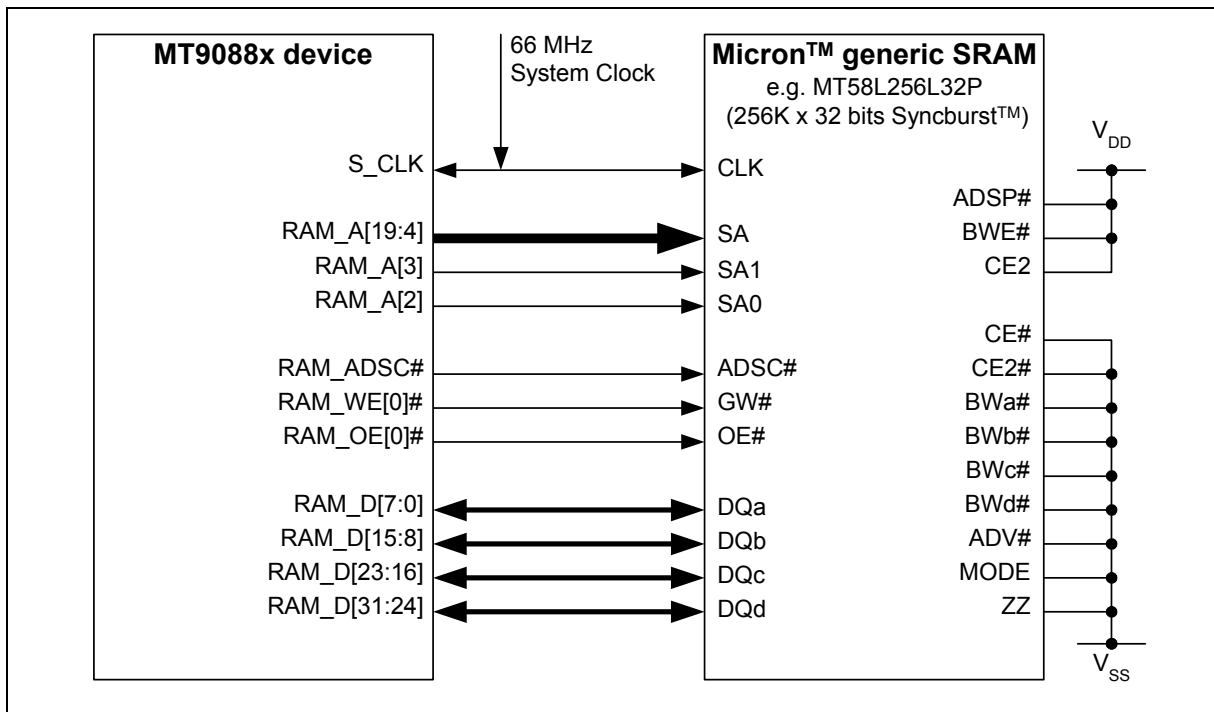 MT9088x device
66 MHz
System Clock
Micron™ generic SRAM
e.g. MT58L256L32P
(256K x 32 bits Syncburst™)
VDD
S_CLK
CLK
ADSP#
RAM_A[19:4]
SA
BWE#
RAM_A[3]
SA1
CE2
RAM_A[2]
SA0
CE#
RAM_ADSC#
ADSC#
CE2#
RAM_WE[0]#
GW#
BWa#
RAM_OE[0]#
OE#
BWb#
BWc#
RAM_D[7:0]
DQa
BWd#
RAM_D[15:8]
DQb
ADV#
RAM_D[23:16]
DQc
MODE
RAM_D[31:24]
DQd
ZZ
VSS